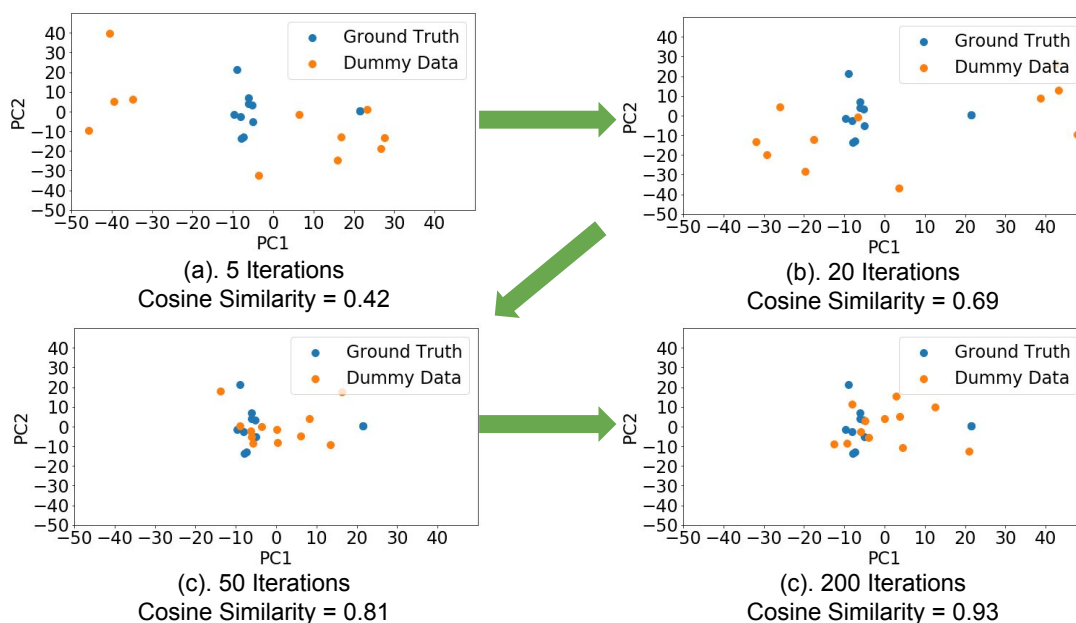 Ground Truth
Dummy Data
40
30
20
10
0
−10
−20
−30
−40
−50
PC2
−50 −40 −30 −20 −10 0 10 20 30 40
PC1
(a). 5 Iterations
Cosine Similarity = 0.42
Ground Truth
Dummy Data
40
30
20
10
0
−10
−20
−30
−40
−50
PC2
−50 −40 −30 −20 −10 0 10 20 30 40
PC1
(b). 20 Iterations
Cosine Similarity = 0.69
Ground Truth
Dummy Data
40
30
20
10
0
−10
−20
−30
−40
−50
PC2
−50 −40 −30 −20 −10 0 10 20 30 40
PC1
(c). 50 Iterations
Cosine Similarity = 0.81
Ground Truth
Dummy Data
40
30
20
10
0
−10
−20
−30
−40
−50
PC2
−50 −40 −30 −20 −10 0 10 20 30 40
PC1
(c). 200 Iterations
Cosine Similarity = 0.93